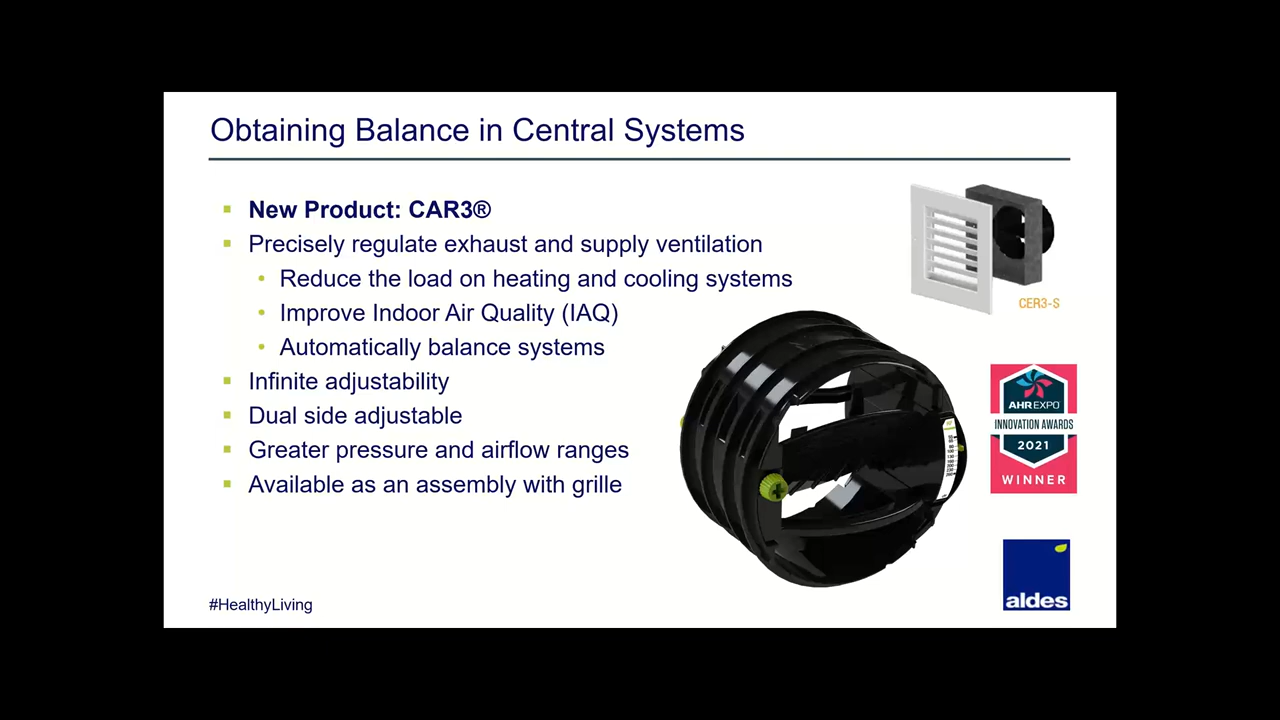 Obtaining Balance in Central Systems
New Product: CAR3®
Precisely regulate exhaust and supply ventilation
Reduce the load on heating and cooling systems
Improve Indoor Air Quality (IAQ)
Automatically balance systems
Infinite adjustability
Dual side adjustable
Greater pressure and airflow ranges
Available as an assembly with grille
CER3-S
AHR EXPO
INNOVATION AWARDS
2021
WINNER
#HealthyLiving
aldes